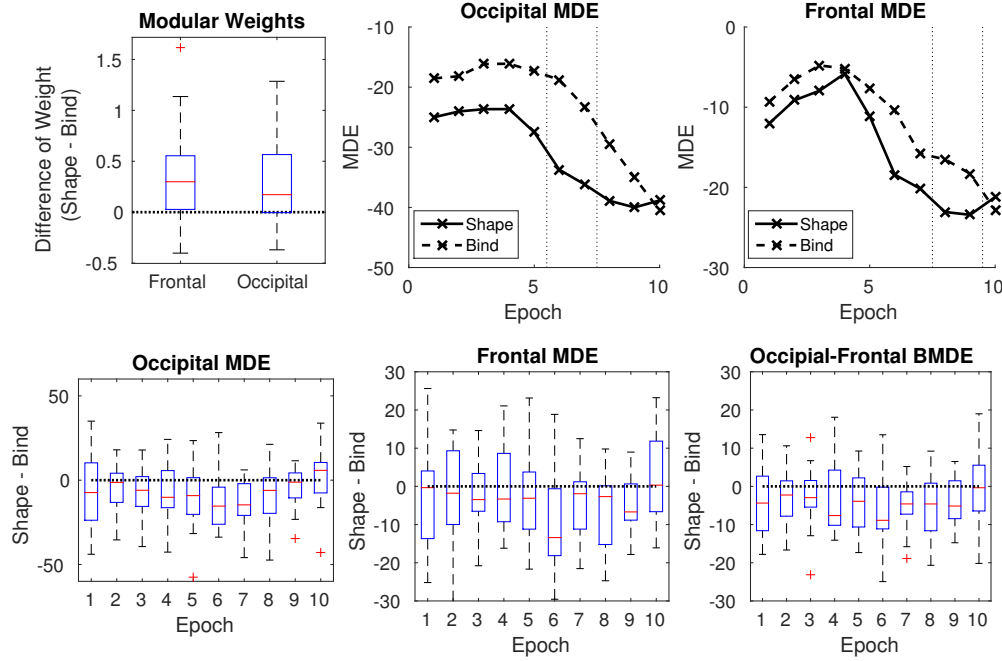 Modular Weights
Difference of Weight
(Shape - Bind)
1.5
1
0.5
0
-0.5
Frontal Occipital
Occipital MDE
MDE
-10
-20
-30
-40
-50
Shape
Bind
0 5 10
Epoch
Frontal MDE
MDE
0
-10
-20
-30
Shape
Bind
0 5 10
Epoch
Occipital MDE
Shape - Bind
50
0
-50
1 2 3 4 5 6 7 8 9 10
Epoch
Frontal MDE
Shape - Bind
30
20
10
0
-10
-20
-30
1 2 3 4 5 6 7 8 9 10
Epoch
Occipial-Frontal BMDE
Shape - Bind
30
20
10
0
-10
-20
-30
1 2 3 4 5 6 7 8 9 10
Epoch